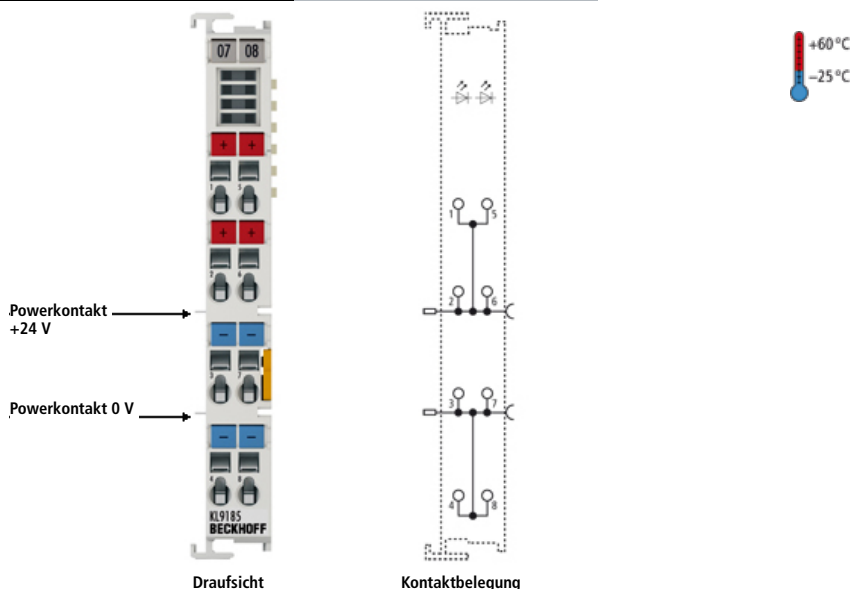 07 08
+60 °C
–25 °C
+ +
1 5
1 5
+ +
2 6
2 6
Powerkontakt
+24 V
– –
3 7
3 7
Powerkontakt 0 V
– –
4 8
4 8
KL9185
BECKHOFF
Draufsicht
Kontaktbelegung